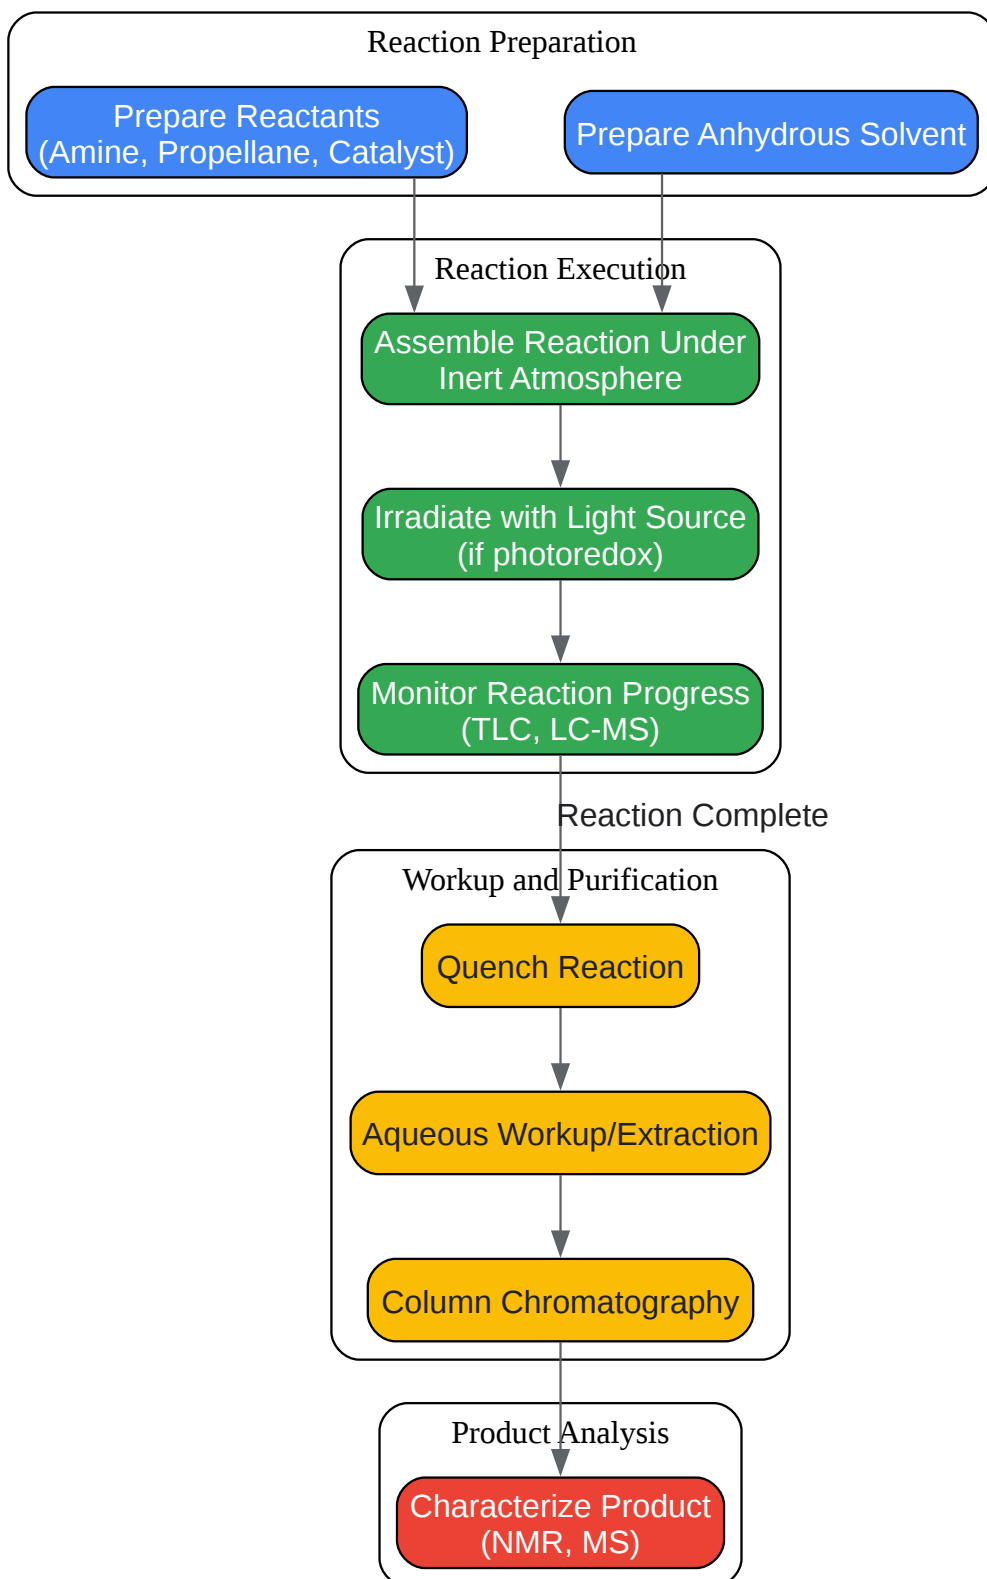 Reaction Preparation
Prepare Reactants
(Amine, Propellane, Catalyst)
Prepare Anhydrous Solvent
Reaction Execution
Assemble Reaction Under
Inert Atmosphere
Irradiate with Light Source
(if photoredox)
Monitor Reaction Progress
(TLC, LC-MS)
Reaction Complete
Workup and Purification
Quench Reaction
Aqueous Workup/Extraction
Column Chromatography
Product Analysis
Characterize Product
(NMR, MS)